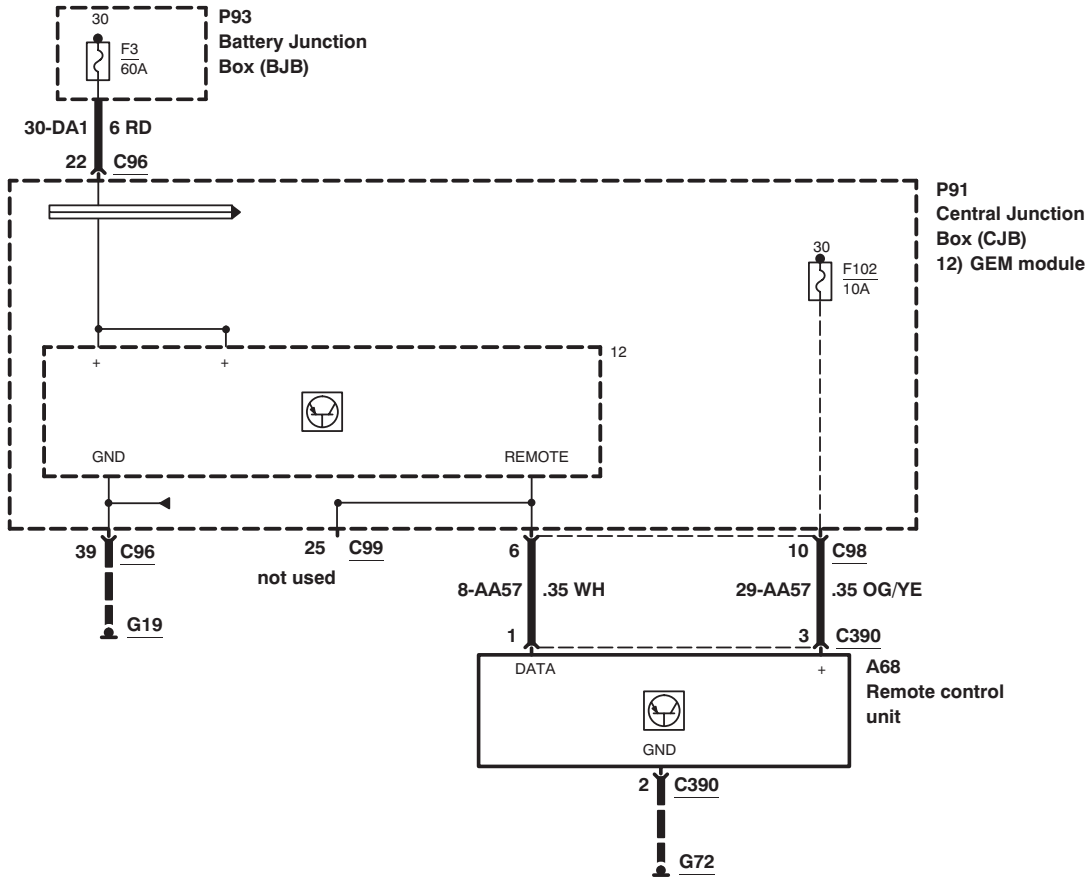 30
F3
60A
P93
Battery Junction
Box (BJB)
30-DA1 6 RD
22 C96
P91
Central Junction
Box (CJB)
12) GEM module
30
F102
10A
12
+ +
GND REMOTE
39 C96
25 C99
not used
6
10 C98
8-AA57 .35 WH
29-AA57 .35 OG/YE
G19
1
3 C390
DATA +
A68
Remote control
unit
GND
2 C390
G72